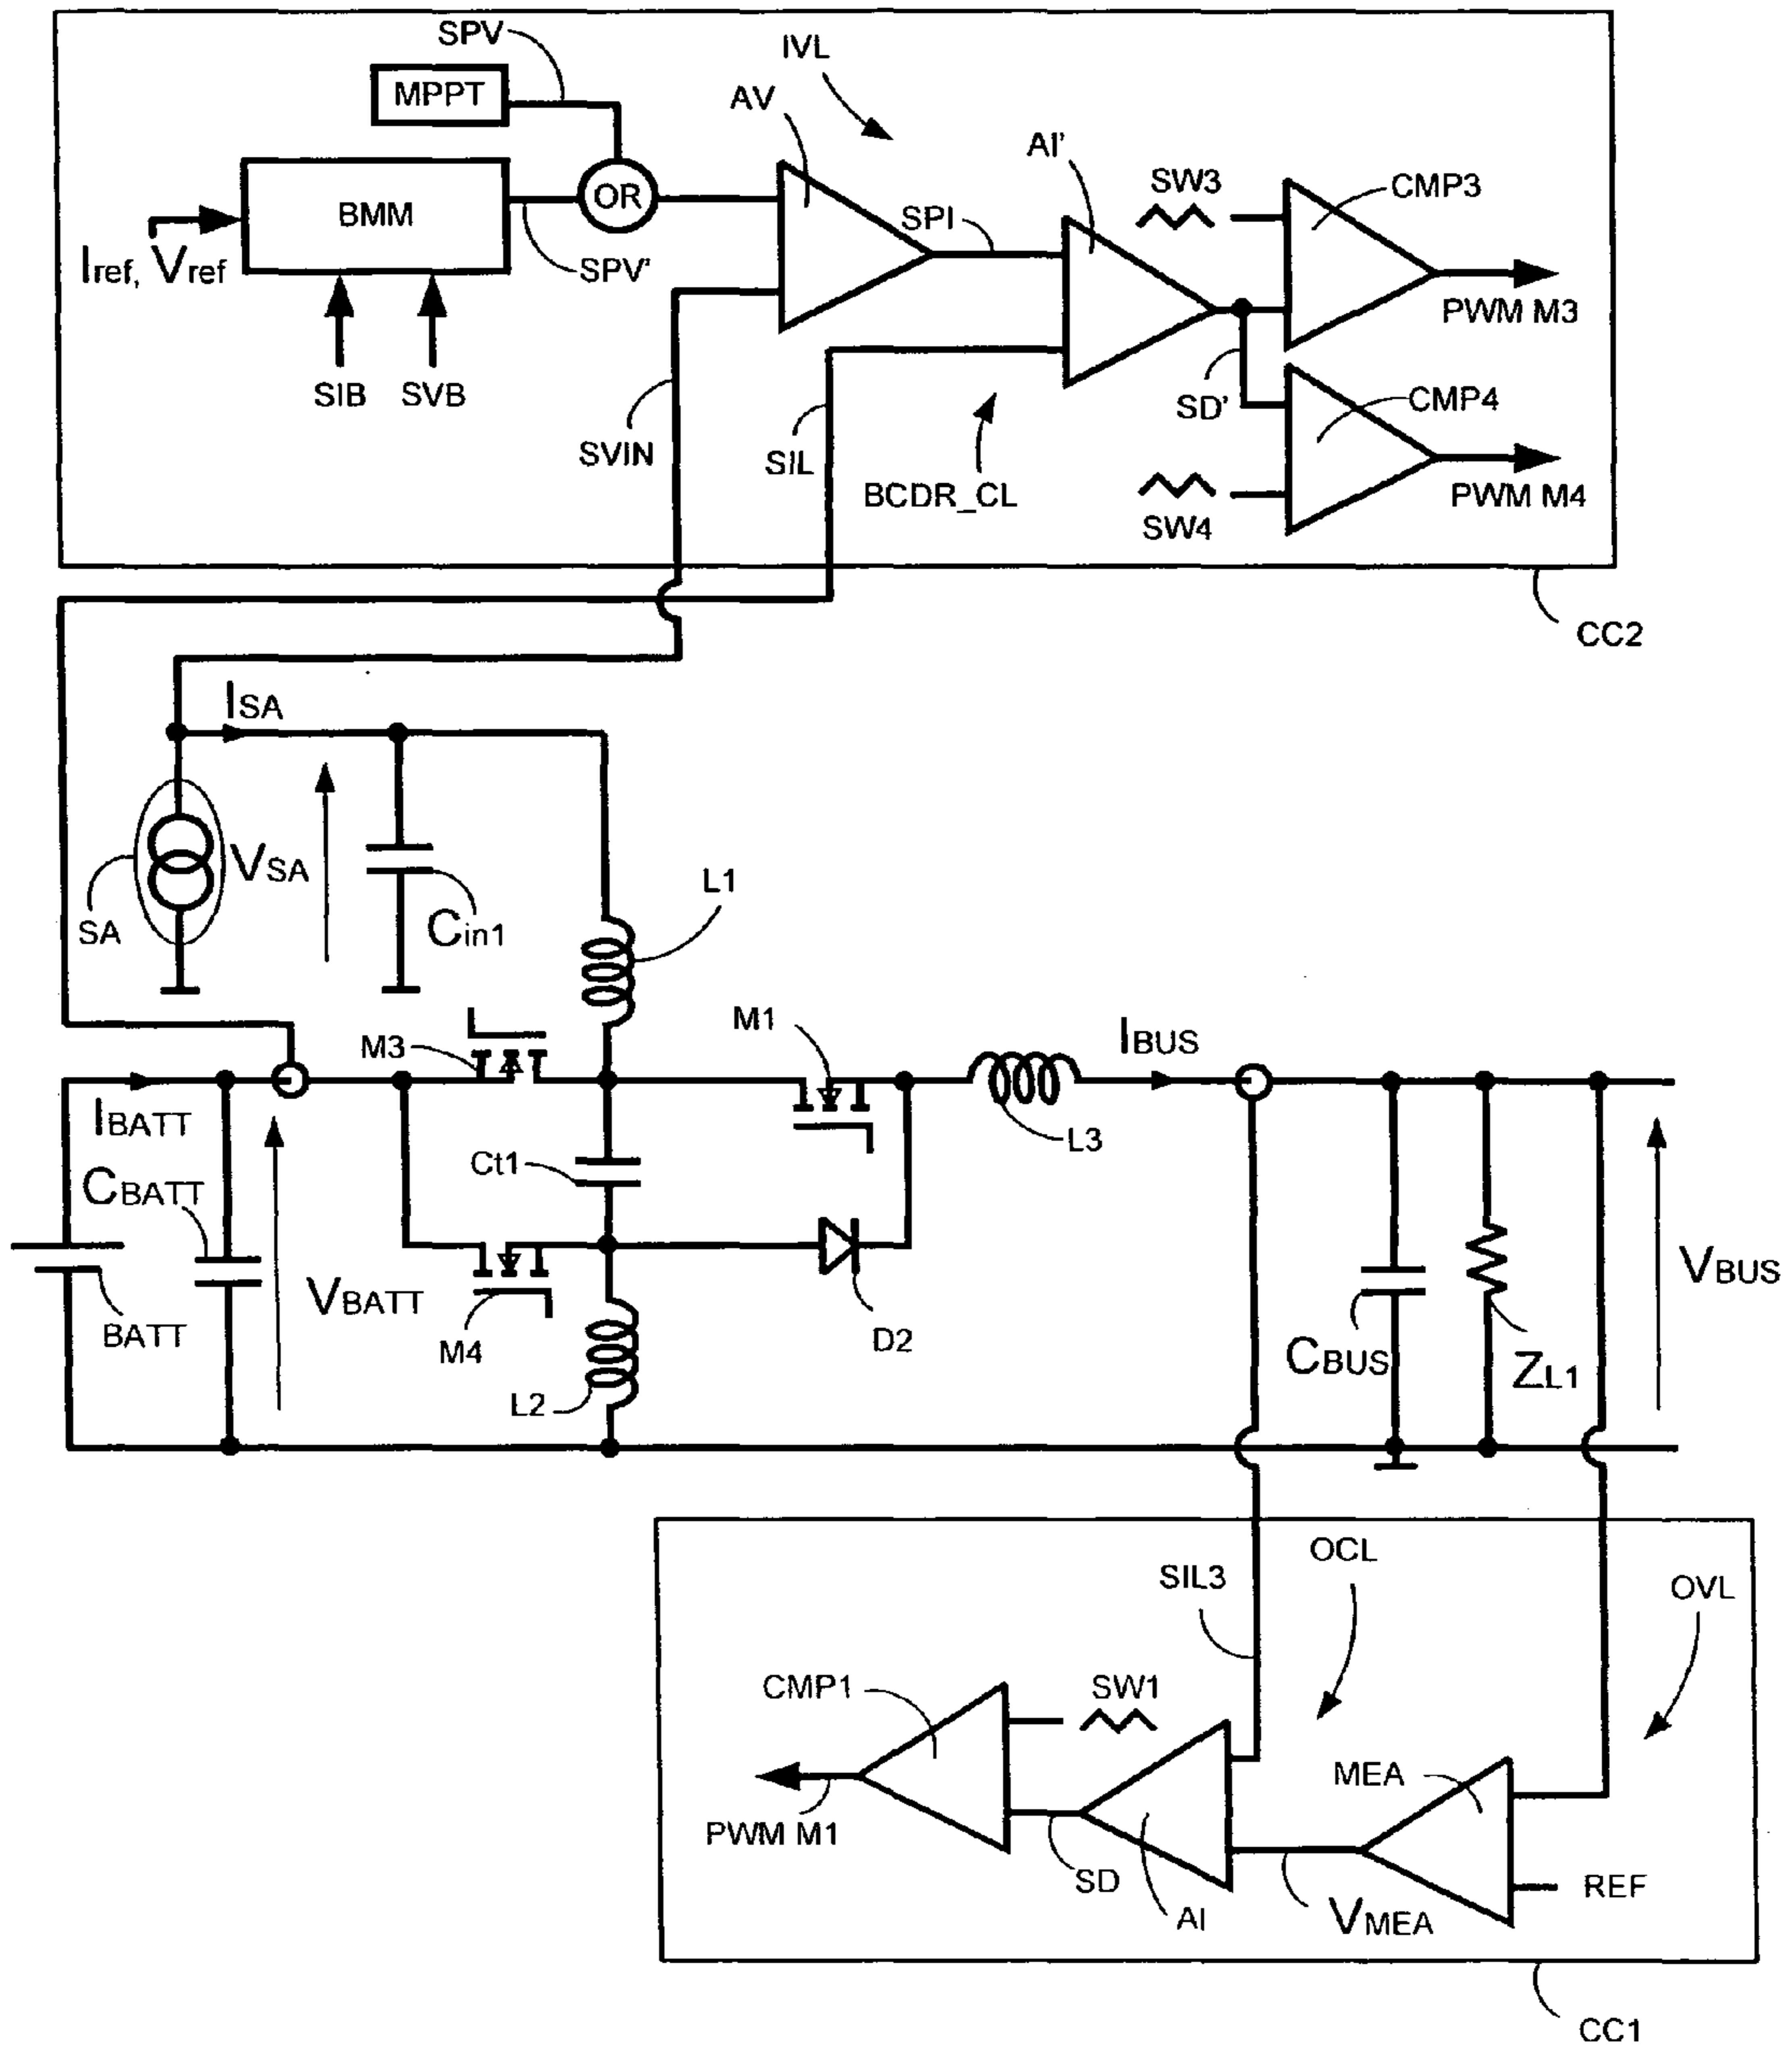 SPV
IVL
MPPT
AV
AI'
OR
SW3
CMP3
BMM
SPI
Iref, Vref
SPV'
PWM M3
SIB
SVB
SD'
CMP4
SVIN
SIL
BCDR_CL
PWM M4
SW4
CC2
ISA
VSA
L1
SA
Cin1
M3
M1
IBUS
IBATT
L3
Ct1
CBATT
VBUS
VBATT
BATT
M4
D2
CBUS
ZL1
L2
OCL
SIL3
OVL
CMP1
SW1
MEA
PWM M1
SD
REF
AI
VMEA
CC1